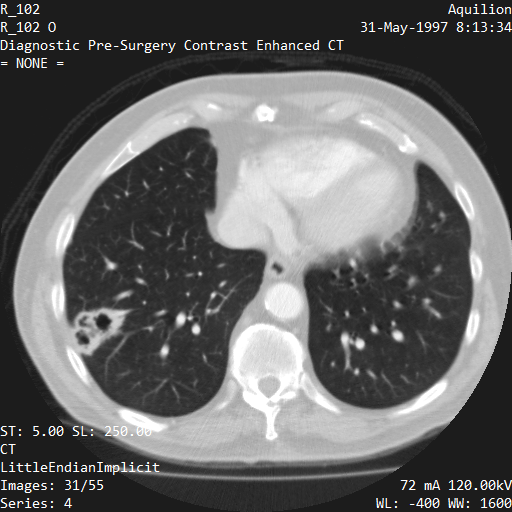 R_102
Aquilion
R_102 O
31-May-1997 8:13:34
Diagnostic Pre-Surgery Contrast Enhanced CT
= NONE =
ST: 5.00 SL: 250.00
CT
LittleEndianImplicit
Images: 31/55
72 mA 120.00kV
Series: 4
WL: -400 WW: 1600